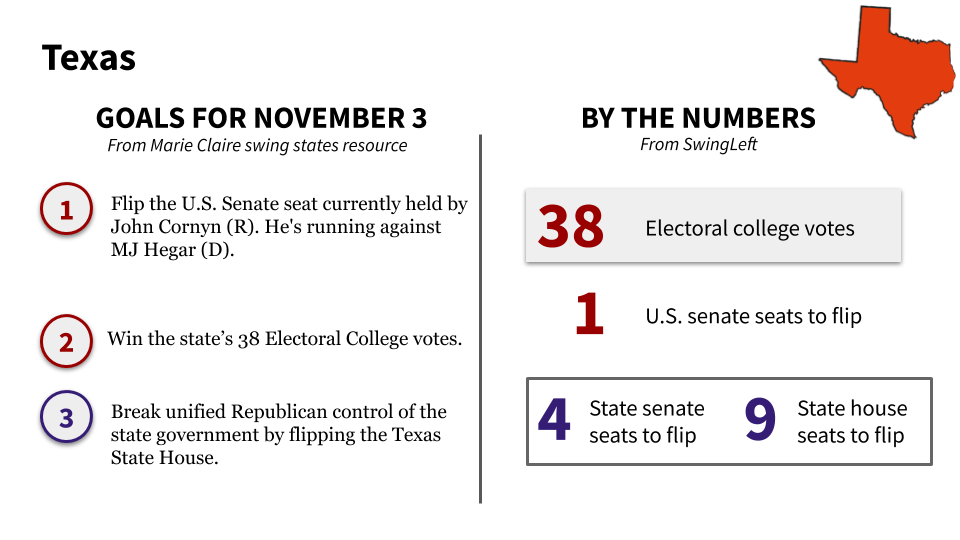 Texas
GOALS FOR NOVEMBER 3
From Marie Claire swing states resource
1
Flip the U.S. Senate seat currently held by
John Cornyn (R). He's running against
MJ Hegar (D).
2
Win the state’s 38 Electoral College votes.
3
Break unified Republican control of the
state government by flipping the Texas
State House.
BY THE NUMBERS
From SwingLeft
38 Electoral college votes
1 U.S. senate seats to flip
4 State senate
seats to flip
9 State house
seats to flip